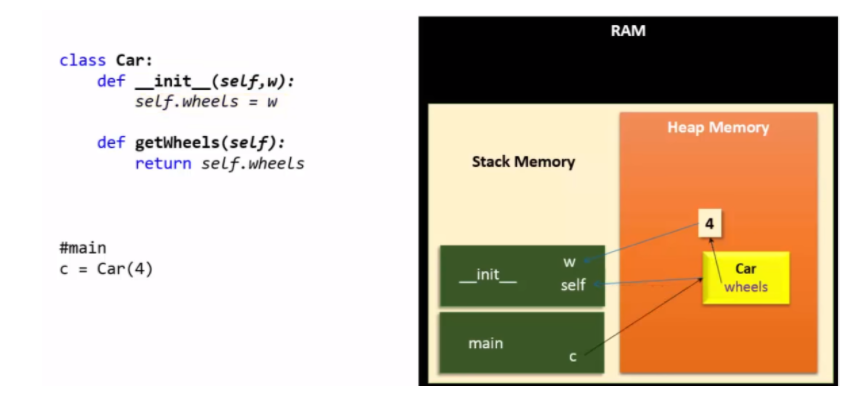 class Car:
    def __init__(self,w):
        self.wheels = w
    def getWheels(self):
        return self.wheels
#main
c = Car(4)
RAM
Heap Memory
Stack Memory
4
w
__init__
self
Car
wheels
main
c